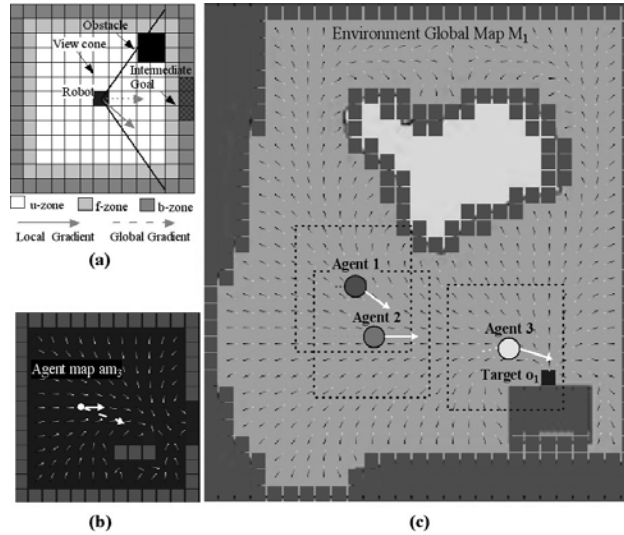 Obstacle
View cone
Intermediate
Goal
Robot
u-zone f-zone b-zone
Local Gradient Global Gradient
(a)
Agent map am3
(b)
Environment Global Map M1
Agent 1
Agent 2
Agent 3
Target o1
(c)